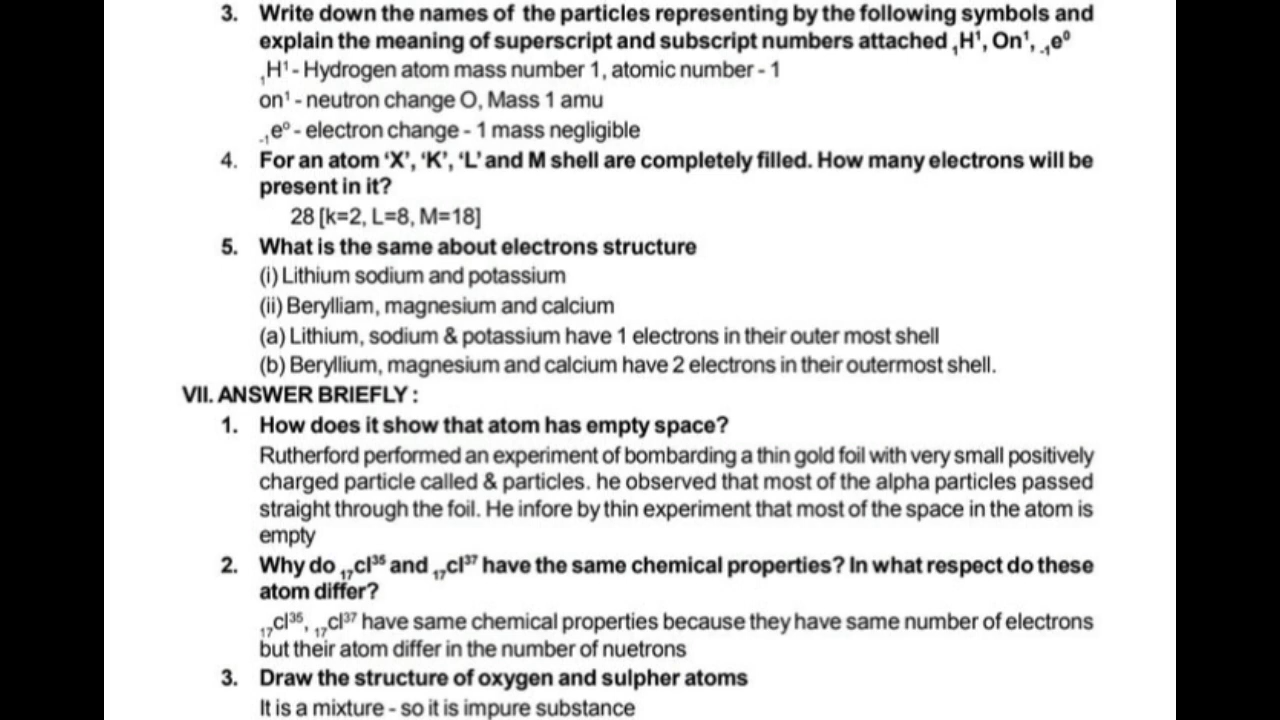 3. Write down the names of the particles representing by the following symbols and
explain the meaning of superscript and subscript numbers attached ₁H¹, On¹, ₋₁e⁰
₁H¹ - Hydrogen atom mass number 1, atomic number - 1
on¹ - neutron change O, Mass 1 amu
₋₁e⁰ - electron change - 1 mass negligible
4. For an atom ‘X’, ‘K’, ‘L’ and M shell are completely filled. How many electrons will be
present in it?
28 [k=2, L=8, M=18]
5. What is the same about electrons structure
(i) Lithium sodium and potassium
(ii) Berylliam, magnesium and calcium
(a) Lithium, sodium & potassium have 1 electrons in their outer most shell
(b) Beryllium, magnesium and calcium have 2 electrons in their outermost shell.
VII. ANSWER BRIEFLY :
1. How does it show that atom has empty space?
Rutherford performed an experiment of bombarding a thin gold foil with very small positively
charged particle called & particles. he observed that most of the alpha particles passed
straight through the foil. He infore by thin experiment that most of the space in the atom is
empty
2. Why do ₁₇cl³⁵ and ₁₇cl³⁷ have the same chemical properties? In what respect do these
atom differ?
₁₇cl³⁵, ₁₇cl³⁷ have same chemical properties because they have same number of electrons
but their atom differ in the number of nuetrons
3. Draw the structure of oxygen and sulpher atoms
It is a mixture - so it is impure substance